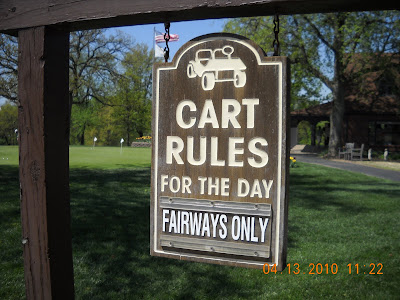 CART
RULES
FOR THE DAY
FAIRWAYS ONLY
04 13 2010 11:22